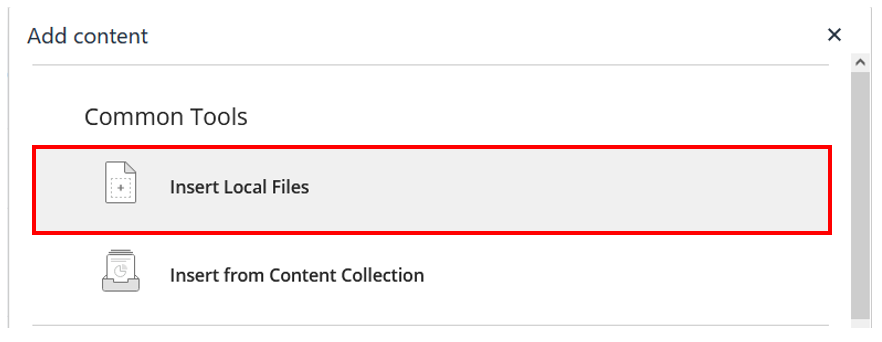 Add content
Common Tools
Insert Local Files
Insert from Content Collection